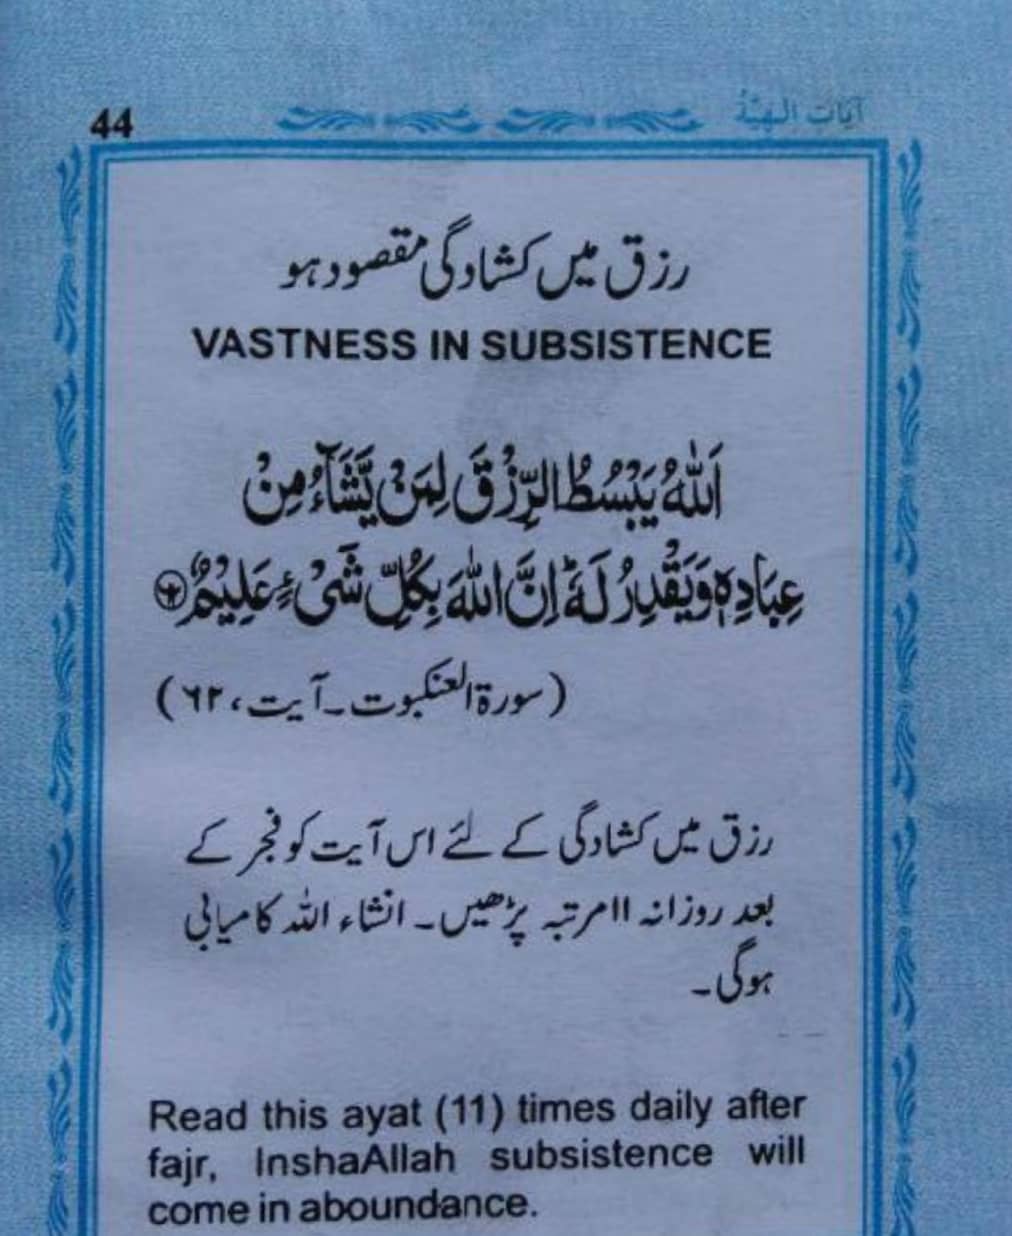 44
آیات الٰہیّہ
رزق میں کشادگی مقصود ہو
VASTNESS IN SUBSISTENCE
اَللّٰهُ يَبْسُطُ الرِّزْقَ لِمَنْ يَّشَآءُ مِنْ
عِبَادِهٖ وَيَقْدِرُ لَهٗ ؕ اِنَّ اللّٰهَ بِكُلِّ شَىْءٍ عَلِيْمٌ
(سورۃ العنکبوت ۔ آیت، ۶۲)
رزق میں کشادگی کے لئے اس آیت کو فجر کے
بعد روزانہ ۱۱ مرتبہ پڑھیں۔ انشاء اللہ کامیابی
ہوگی۔
Read this ayat (11) times daily after
fajr, InshaAllah subsistence will
come in aboundance.